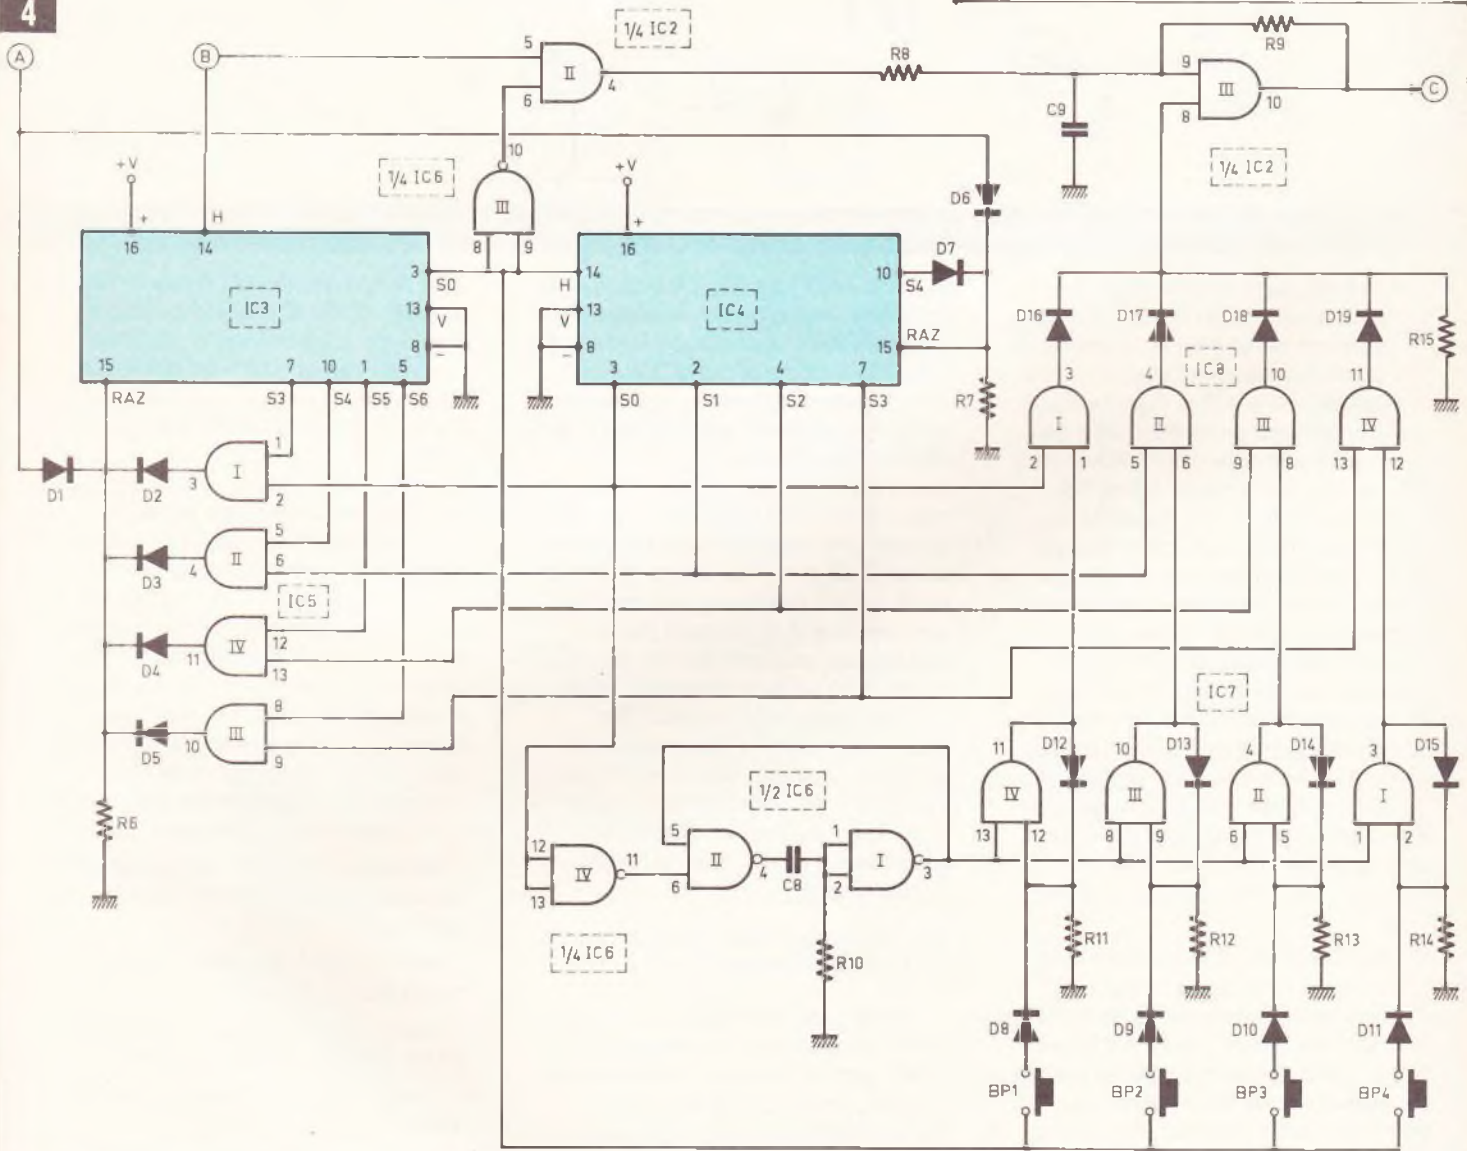 4
A
B
1/4 IC2
5
II
4
6
R8
R9
9
III
10
8
C
C9
1/4 IC2
10
1/4 IC6
III
8
9
+V
+
16
H
14
IC3
3
S0
13
V
8
−
15
RAZ
7
10
1
5
S3
S4
S5
S6
+V
+
16
14
H
13
V
8
−
IC4
10
S4
RAZ
15
3
2
4
7
S0
S1
S2
S3
D6
D7
R7
D16
D17
D18
D19
R15
IC8
3
4
10
11
I
II
III
IV
2
1
5
6
9
8
13
12
D1
D2
3
I
1
2
D3
4
II
5
6
IC5
D4
11
IV
12
13
D5
10
III
8
9
R6
IC7
11
D12
10
D13
4
D14
3
D15
IV
III
II
I
13
12
8
9
6
5
1
2
1/2 IC6
12
IV
11
13
5
II
4
6
C8
1
I
3
2
1/4 IC6
R10
R11
R12
R13
R14
D8
D9
D10
D11
BP1
BP2
BP3
BP4